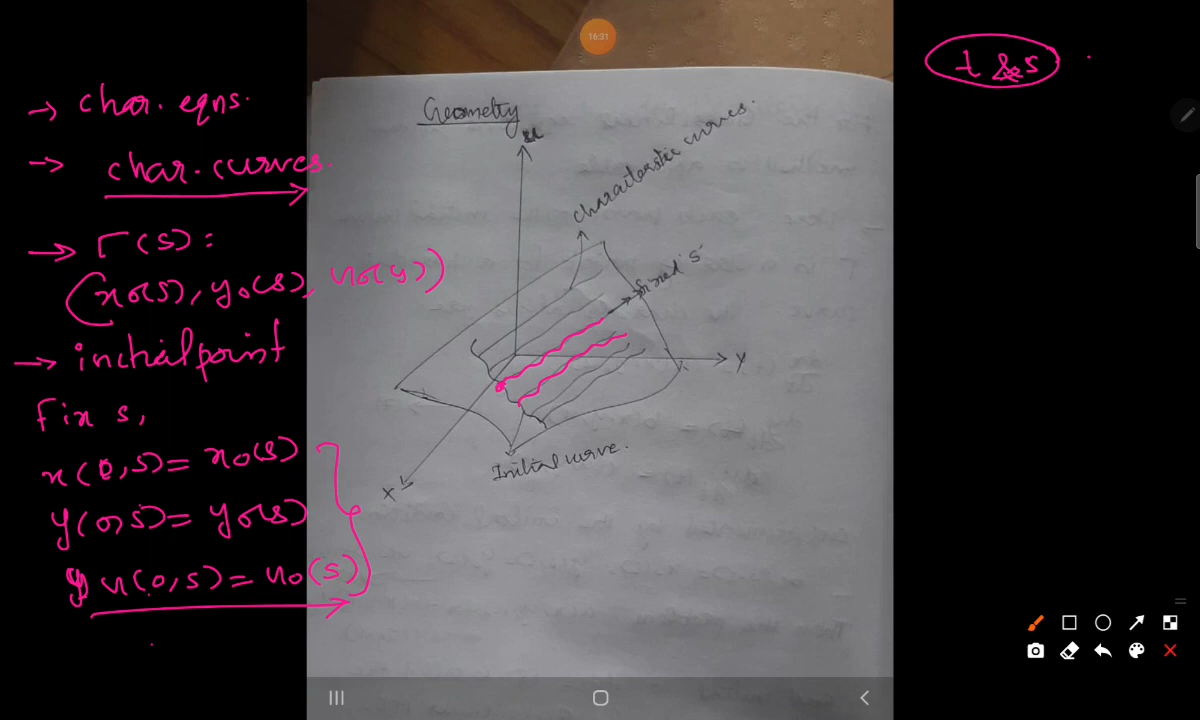 16:31
t & s
→ char. eqns.
→ char. curves.
→ Γ(s) :
(x₀(s), y₀(s), u₀(s))
→ initial point
Fix s,
x(0,s) = x₀(s)
y(0,s) = y₀(s)
u(0,s) = u₀(s)
Geometry
u
characterstic curves.
fixed 's'
y
x
Initial curve.